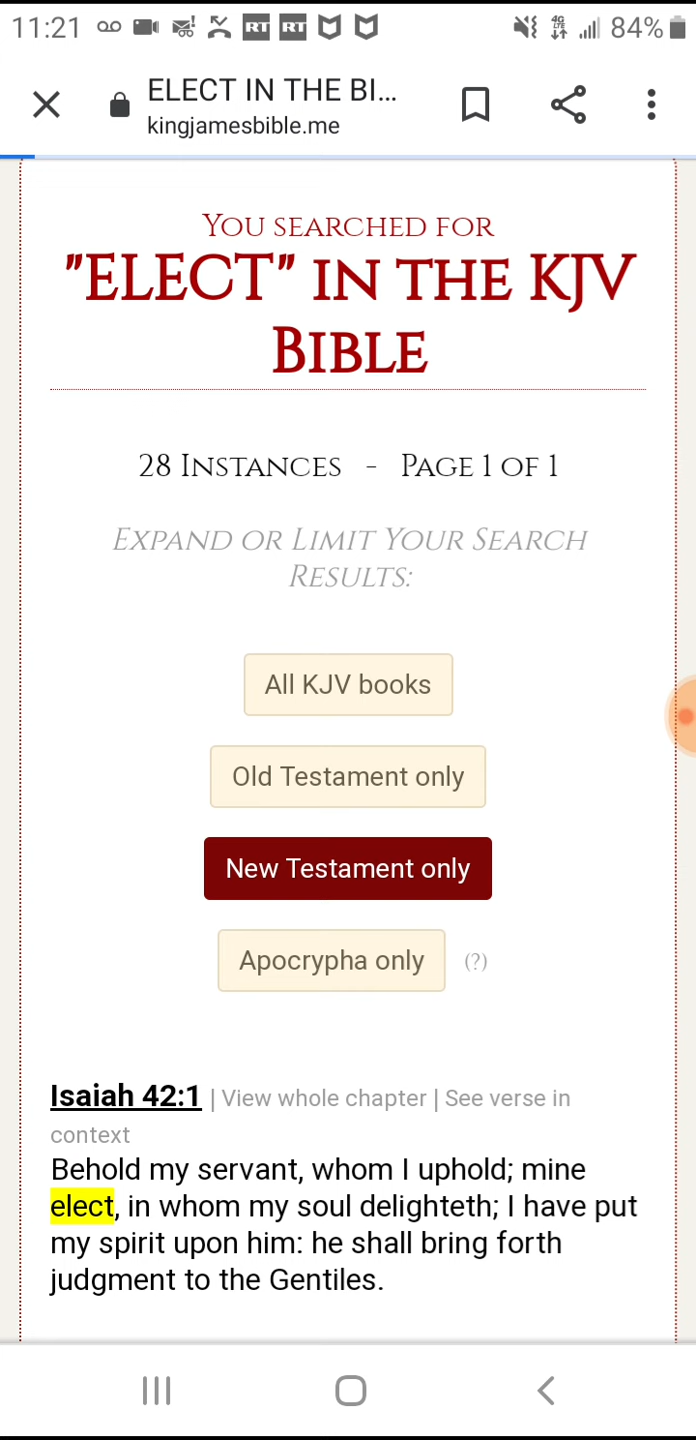 11:21 RT RT 4G LTE 84%
ELECT IN THE BI...
kingjamesbible.me
YOU SEARCHED FOR
"ELECT" IN THE KJV
BIBLE
28 INSTANCES - PAGE 1 OF 1
EXPAND OR LIMIT YOUR SEARCH
RESULTS:
All KJV books
Old Testament only
New Testament only
Apocrypha only (?)
Isaiah 42:1 | View whole chapter | See verse in
context
Behold my servant, whom I uphold; mine
elect, in whom my soul delighteth; I have put
my spirit upon him: he shall bring forth
judgment to the Gentiles.